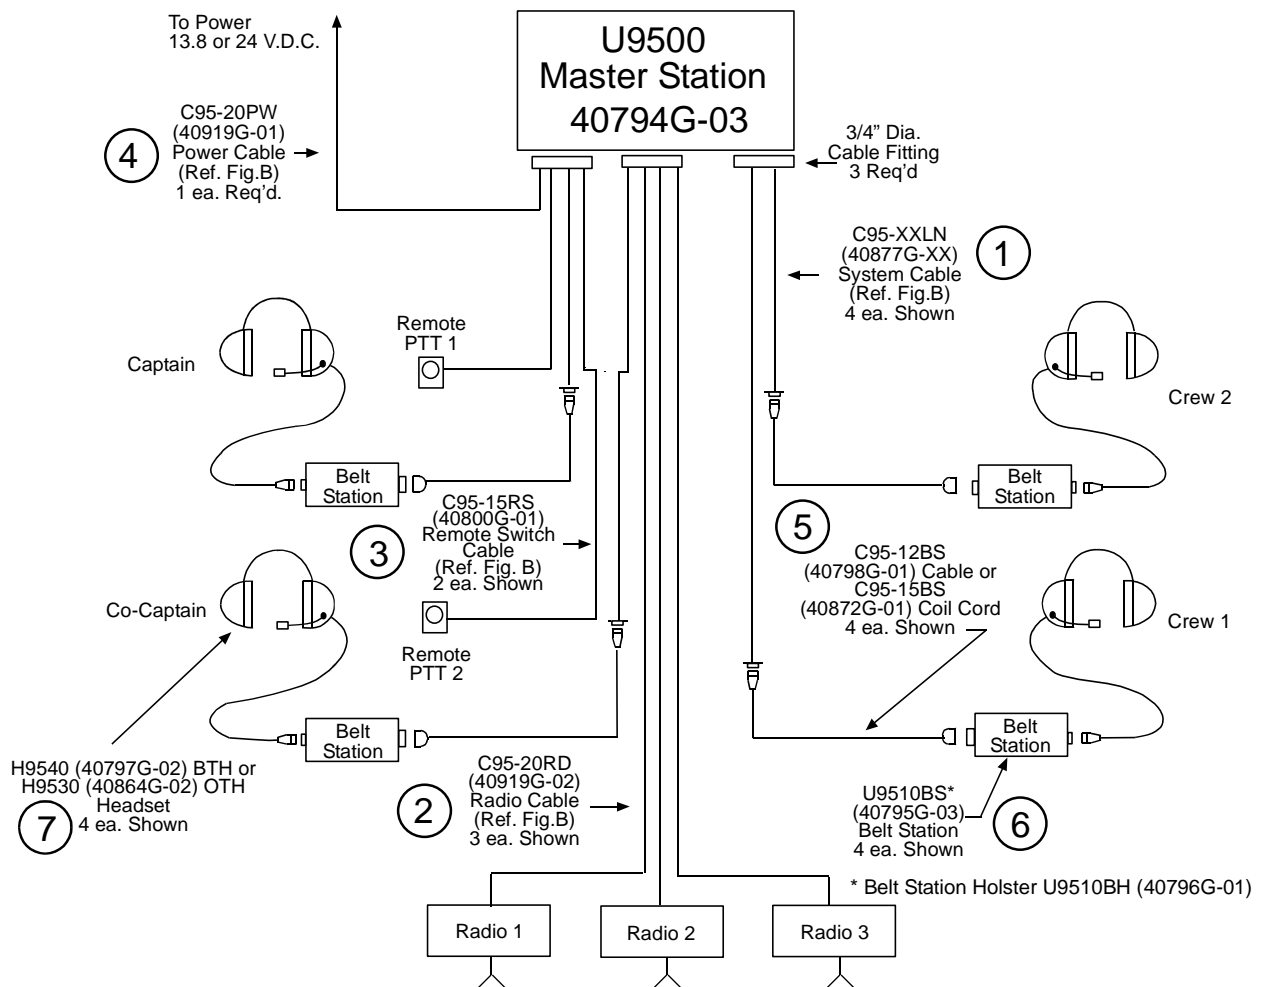 To Power
13.8 or 24 V.D.C.
U9500
Master Station
40794G-03
C95-20PW
(40919G-01)
Power Cable
(Ref. Fig.B)
1 ea. Req’d.
4
3/4” Dia.
Cable Fitting
3 Req’d
C95-XXLN
(40877G-XX)
System Cable
(Ref. Fig.B)
4 ea. Shown
1
Captain
Remote
PTT 1
Crew 2
Belt
Station
Belt
Station
C95-15RS
(40800G-01)
Remote Switch
Cable
(Ref. Fig. B)
2 ea. Shown
3
5
C95-12BS
(40798G-01) Cable or
C95-15BS
(40872G-01) Coil Cord
4 ea. Shown
Co-Captain
Remote
PTT 2
Crew 1
Belt
Station
Belt
Station
H9540 (40797G-02) BTH or
H9530 (40864G-02) OTH
Headset
4 ea. Shown
7
C95-20RD
(40919G-02)
Radio Cable
(Ref. Fig.B)
3 ea. Shown
2
U9510BS*
(40795G-03)
Belt Station
4 ea. Shown
6
* Belt Station Holster U9510BH (40796G-01)
Radio 1
Radio 2
Radio 3